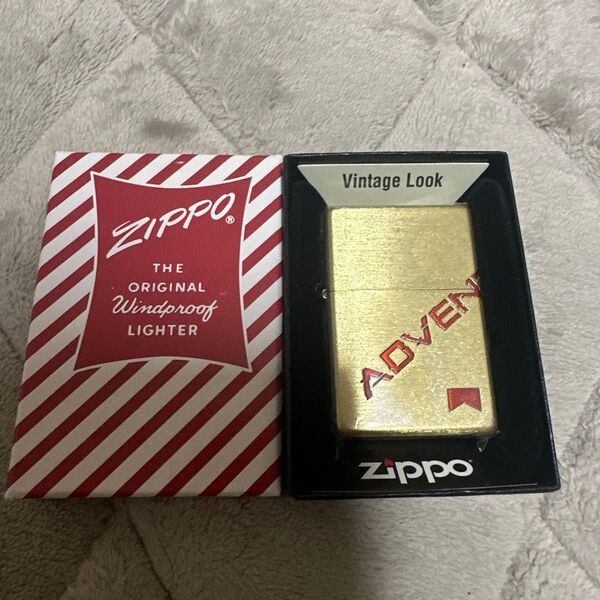 ZIPPO®
THE
ORIGINAL
Windproof
LIGHTER
Vintage Look
ADVEN
zippo